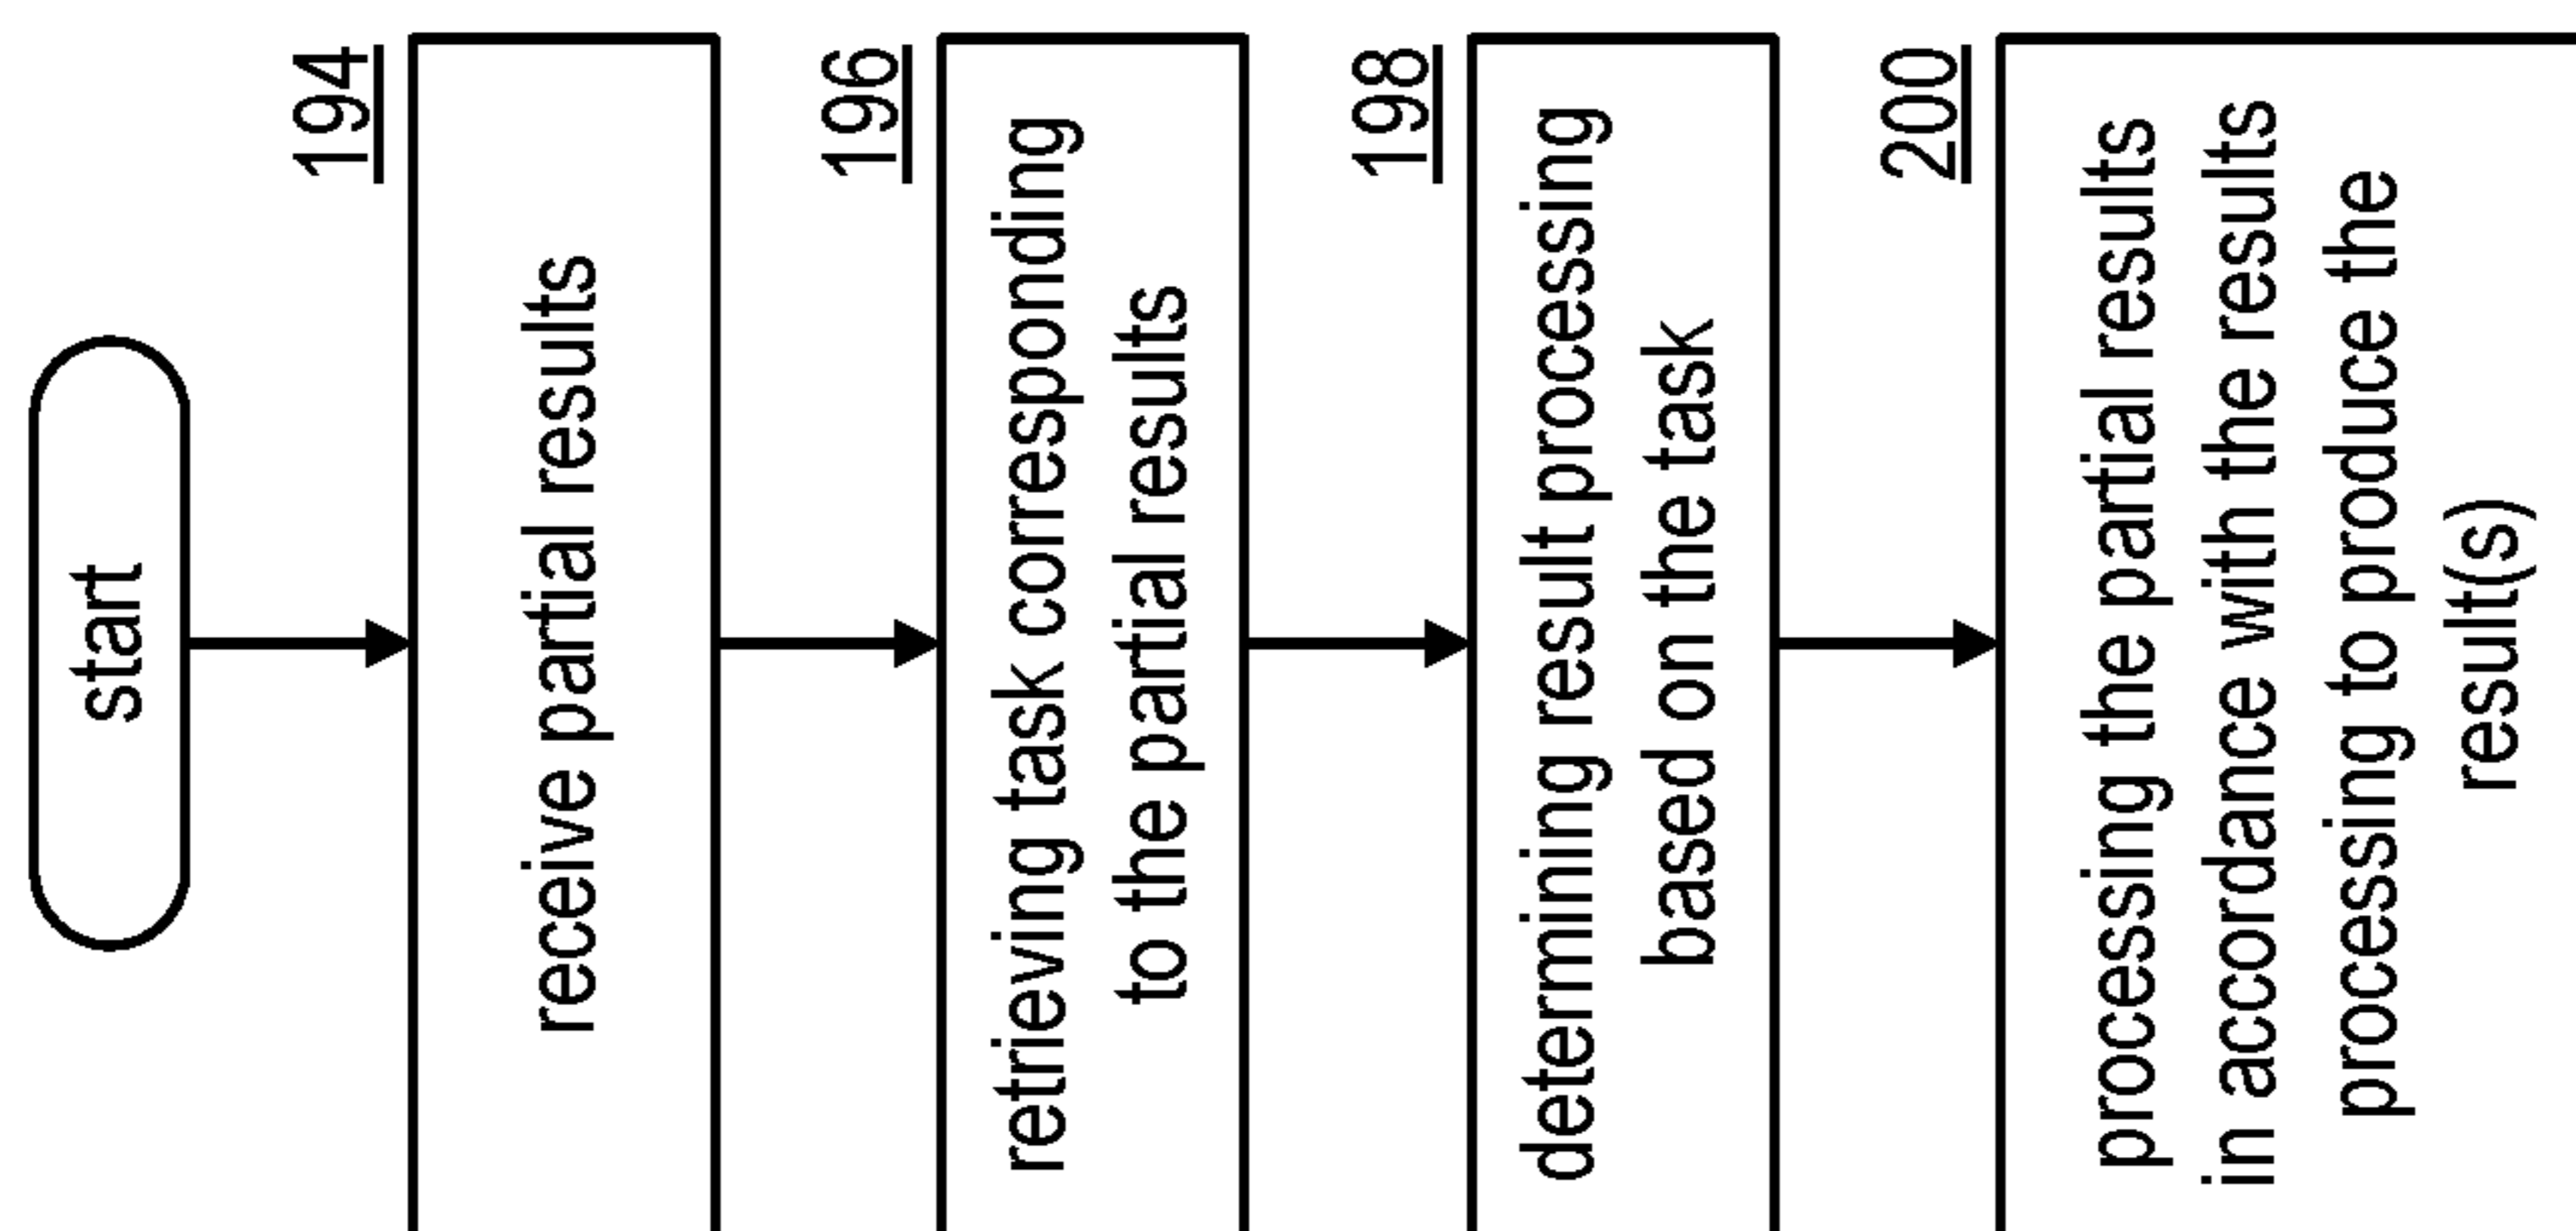 start
194
receive partial results
196
retrieving task corresponding
to the partial results
198
determining result processing
based on the task
200
processing the partial results
in accordance with the results
processing to produce the
result(s)